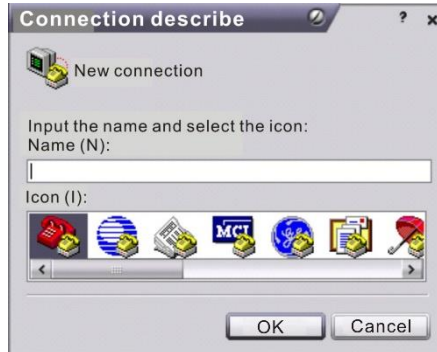 Connection describe
? x
New connection
Input the name and select the icon:
Name (N):
Icon (I):
MCI
OK Cancel